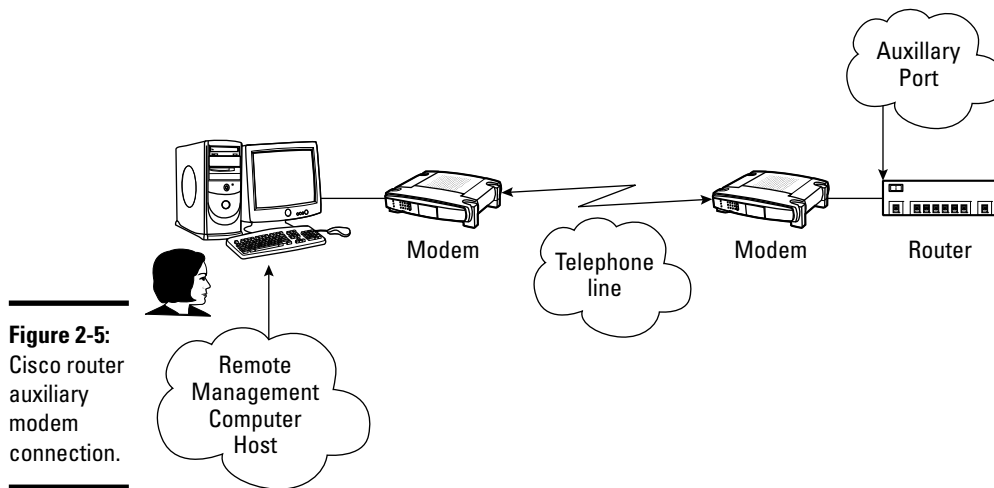 Auxillary
Port
Modem
Telephone
line
Modem
Router
Remote
Management
Computer
Host
Figure 2-5:
Cisco router
auxiliary
modem
connection.